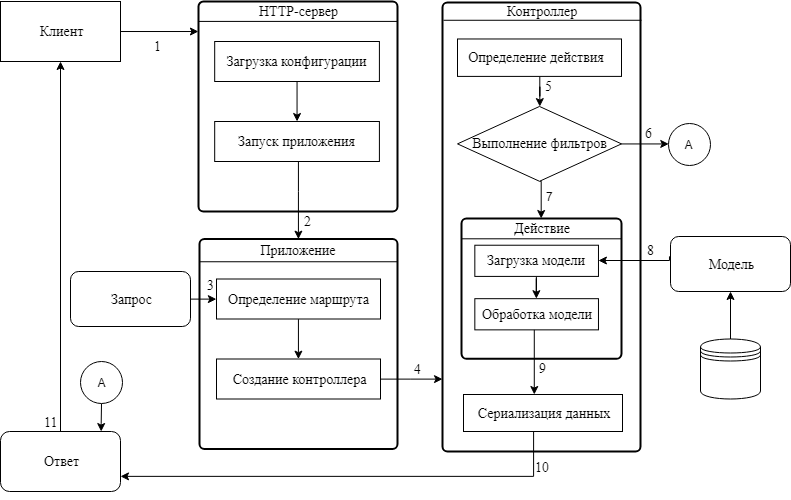 Клиент
1
HTTP-сервер
Загрузка конфигурации
Запуск приложения
2
Приложение
Запрос
3
Определение маршрута
Создание контроллера
4
Контроллер
Определение действия
5
Выполнение фильтров
6
A
7
Действие
Загрузка модели
8
Модель
Обработка модели
9
Сериализация данных
10
A
11
Ответ